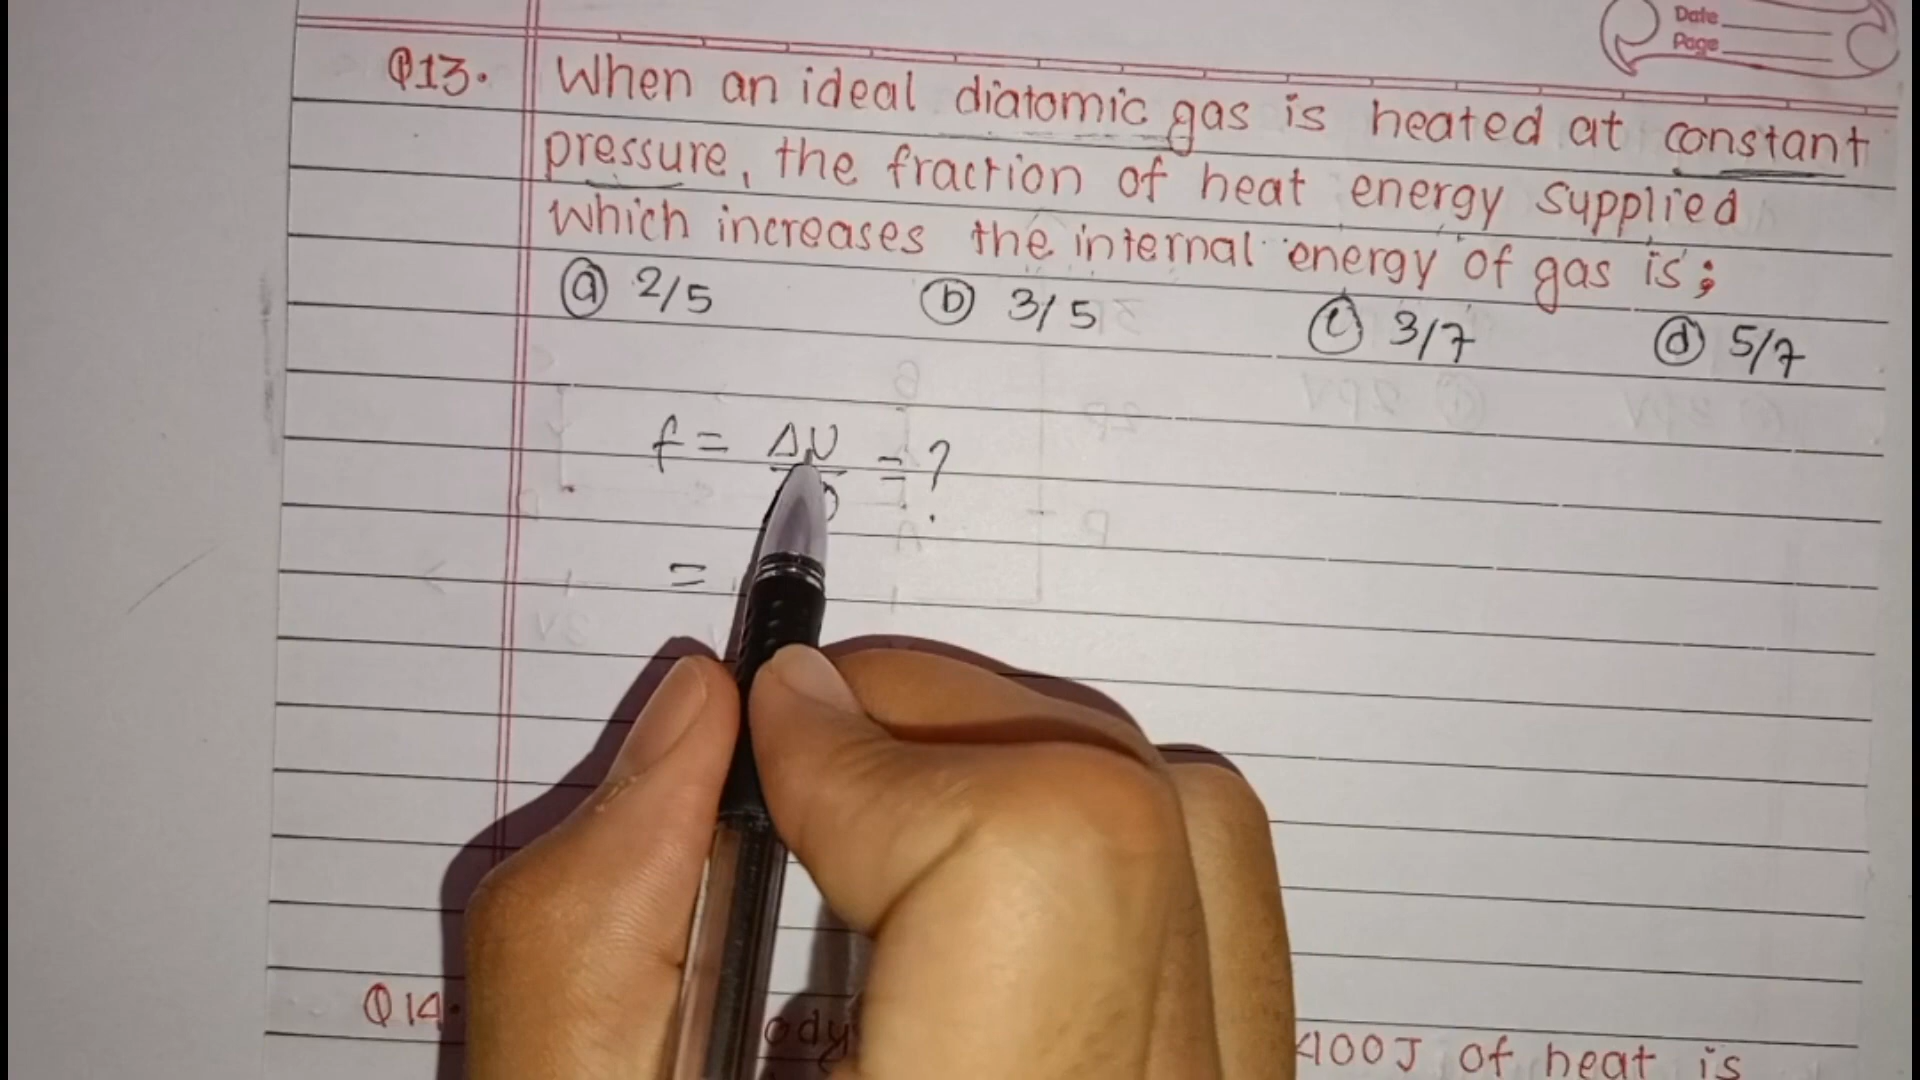 Date
Page
Q13. When an ideal diatomic gas is heated at constant
pressure, the fraction of heat energy supplied
which increases the internal energy of gas is;
(a) 2/5 (b) 3/5 (c) 3/7 (d) 5/7
f = ΔU = ?
=
Q14.
400J of heat is